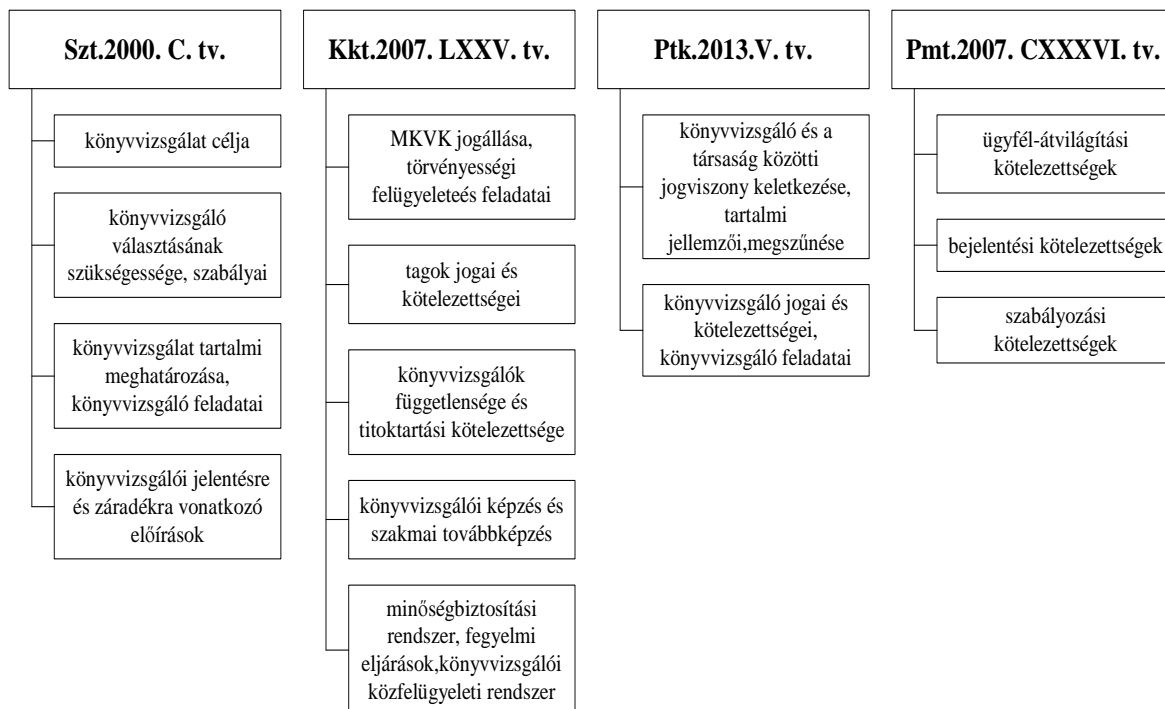 Szt.2000. C. tv.
könyvvizsgálat célja
könyvvizsgáló
választásának
szükségessége, szabályai
könyvvizsgálat tartalmi
meghatározása,
könyvvizsgáló feladatai
könyvvizsgálói jelentésre
és záradékra vonatkozó
előírások
Kkt.2007. LXXV. tv.
MKVK jogállása,
törvényességi
felügyeleteés feladatai
tagok jogai és
kötelezettségei
könyvvizsgálók
függetlensége és
titoktartási kötelezettsége
könyvvizsgálói képzés és
szakmai továbbképzés
minőségbiztosítási
rendszer, fegyelmi
eljárások,könyvvizsgálói
közfelügyeleti rendszer
Ptk.2013.V. tv.
könyvvizsgáló és a
társaság közötti
jogviszony keletkezése,
tartalmi
jellemzői,megszűnése
könyvvizsgáló jogai és
kötelezettségei,
könyvvizsgáló feladatai
Pmt.2007. CXXXVI. tv.
ügyfél-átvilágítási
kötelezettségek
bejelentési kötelezettségek
szabályozási
kötelezettségek